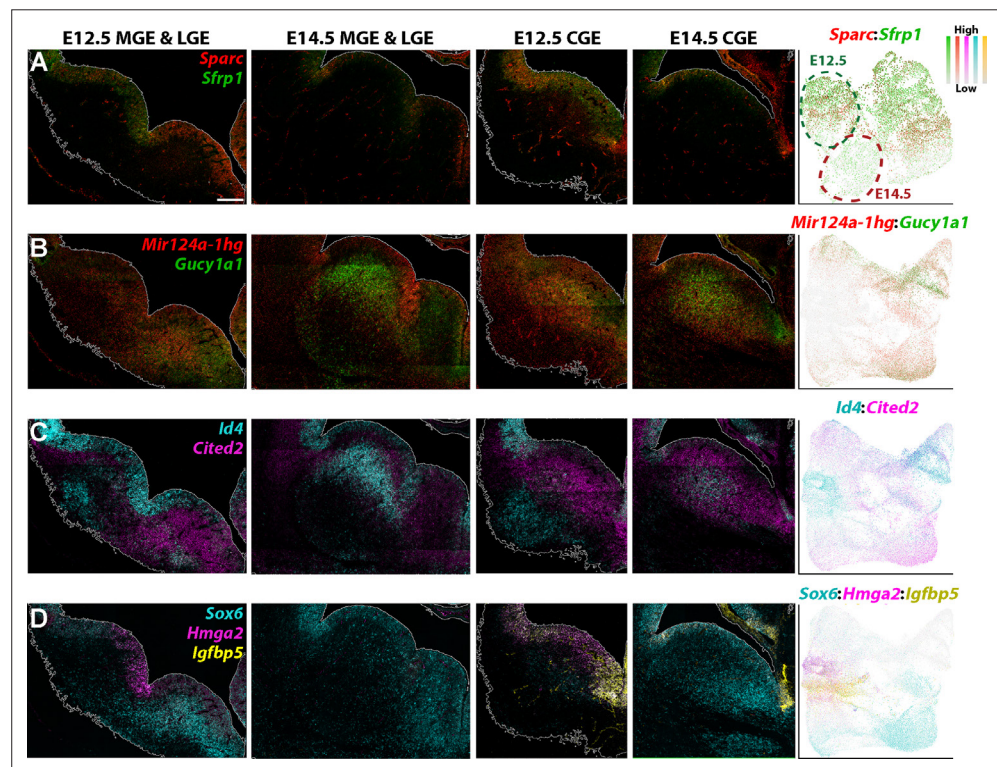 E12.5 MGE & LGE E14.5 MGE & LGE E12.5 CGE E14.5 CGE Sparc:Sfrp1
A Sparc
Sfrp1
High
Low
E12.5
E14.5
Mir124a-1hg:Gucy1a1
B Mir124a-1hg
Gucy1a1
Id4:Cited2
C Id4
Cited2
Sox6:Hmga2:Igfbp5
D Sox6
Hmga2
Igfbp5